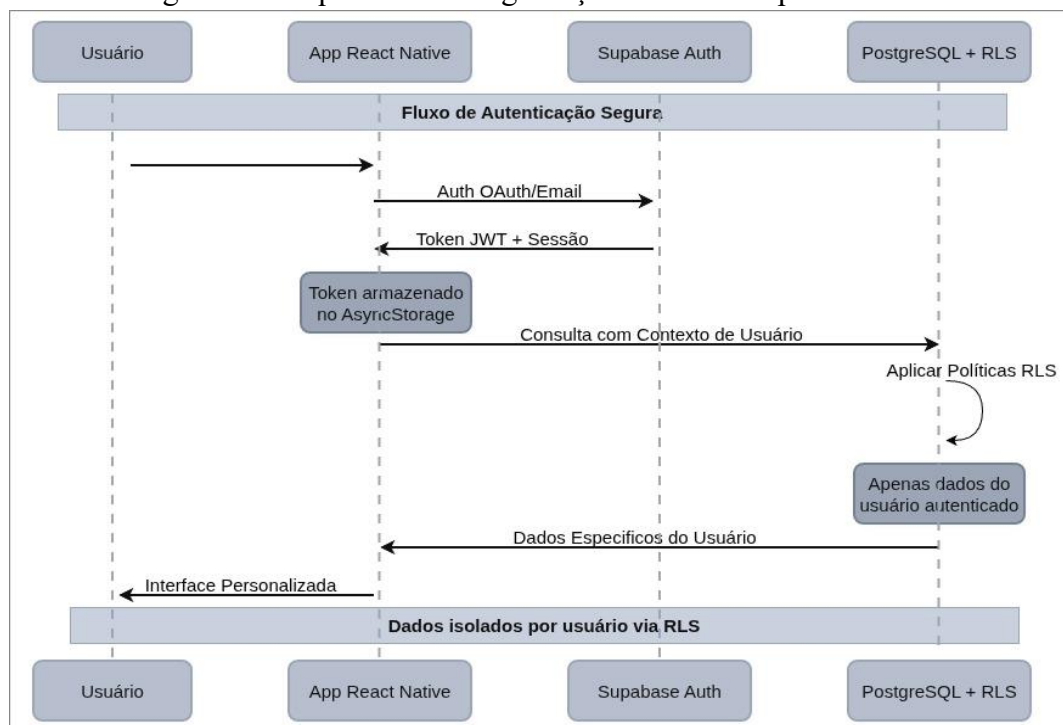 Usuário
App React Native
Supabase Auth
PostgreSQL + RLS
Fluxo de Autenticação Segura
Auth OAuth/Email
Token JWT + Sessão
Token armazenado
no AsyncStorage
Consulta com Contexto de Usuário
Aplicar Políticas RLS
Apenas dados do
usuário autenticado
Dados Especificos do Usuário
Interface Personalizada
Dados isolados por usuário via RLS
Usuário
App React Native
Supabase Auth
PostgreSQL + RLS